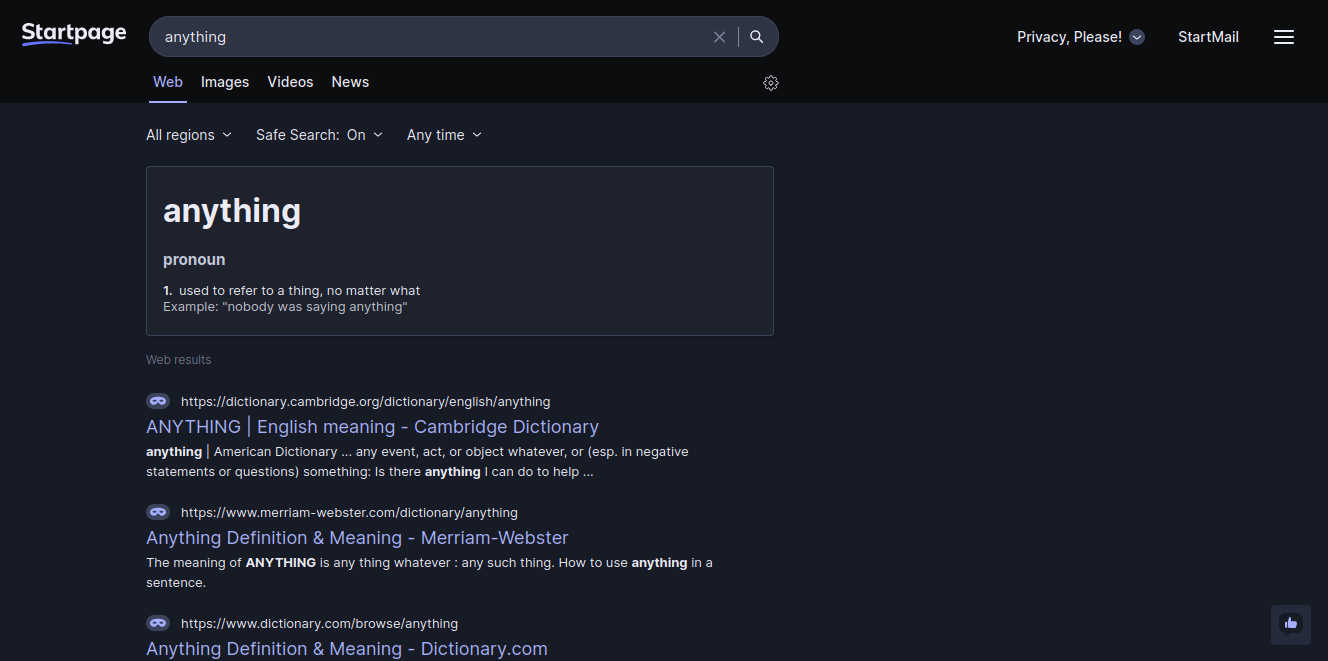 Startpage
anything
Privacy, Please!
StartMail
Web Images Videos News
All regions Safe Search: On Any time
anything
pronoun
1. used to refer to a thing, no matter what
Example: "nobody was saying anything"
Web results
https://dictionary.cambridge.org/dictionary/english/anything
ANYTHING | English meaning - Cambridge Dictionary
anything | American Dictionary ... any event, act, or object whatever, or (esp. in negative
statements or questions) something: Is there anything I can do to help ...
https://www.merriam-webster.com/dictionary/anything
Anything Definition & Meaning - Merriam-Webster
The meaning of ANYTHING is any thing whatever : any such thing. How to use anything in a
sentence.
https://www.dictionary.com/browse/anything
Anything Definition & Meaning - Dictionary.com